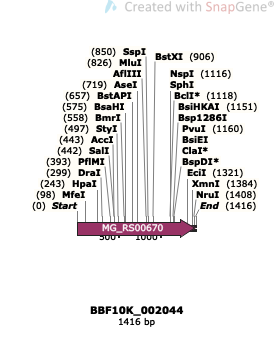 Created with SnapGene®
(850) SspI
BstXI (906)
(826) MluI
AflIII
NspI (1116)
(719) AseI
SphI
(657) BstAPI
BclI* (1118)
(575) BsaHI
BsiHKAI (1151)
(558) BmrI
Bsp1286I
(497) StyI
PvuI (1160)
(443) AccI
BsiEI
(442) SalI
ClaI*
(393) PflMI
BspDI*
(299) DraI
EciI (1321)
(243) HpaI
XmnI (1384)
(98) MfeI
NruI (1408)
(0) Start
End (1416)
MG_RS00670
500
1000
BBF10K_002044
1416 bp